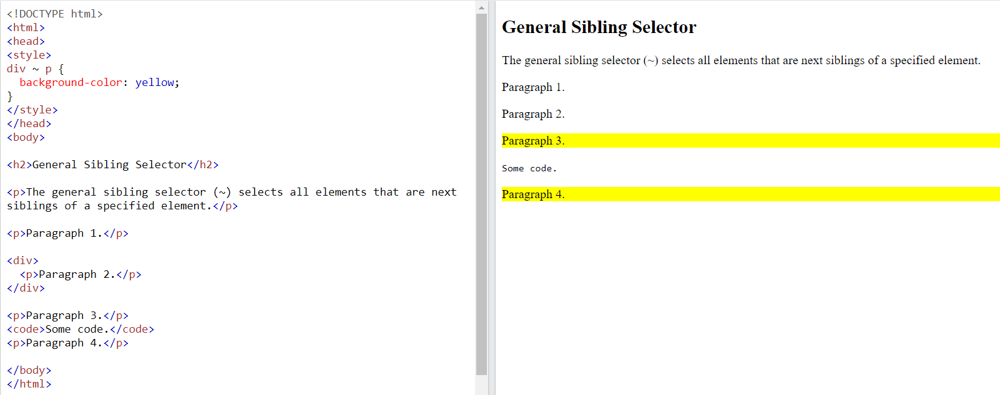 <!DOCTYPE html>
<html>
<head>
<style>
div ~ p {
  background-color: yellow;
}
</style>
</head>
<body>
<h2>General Sibling Selector</h2>
<p>The general sibling selector (~) selects all elements that are next
siblings of a specified element.</p>
<p>Paragraph 1.</p>
<div>
  <p>Paragraph 2.</p>
</div>
<p>Paragraph 3.</p>
<code>Some code.</code>
<p>Paragraph 4.</p>
</body>
</html>
General Sibling Selector
The general sibling selector (~) selects all elements that are next siblings of a specified element.
Paragraph 1.
Paragraph 2.
Paragraph 3.
Some code.
Paragraph 4.